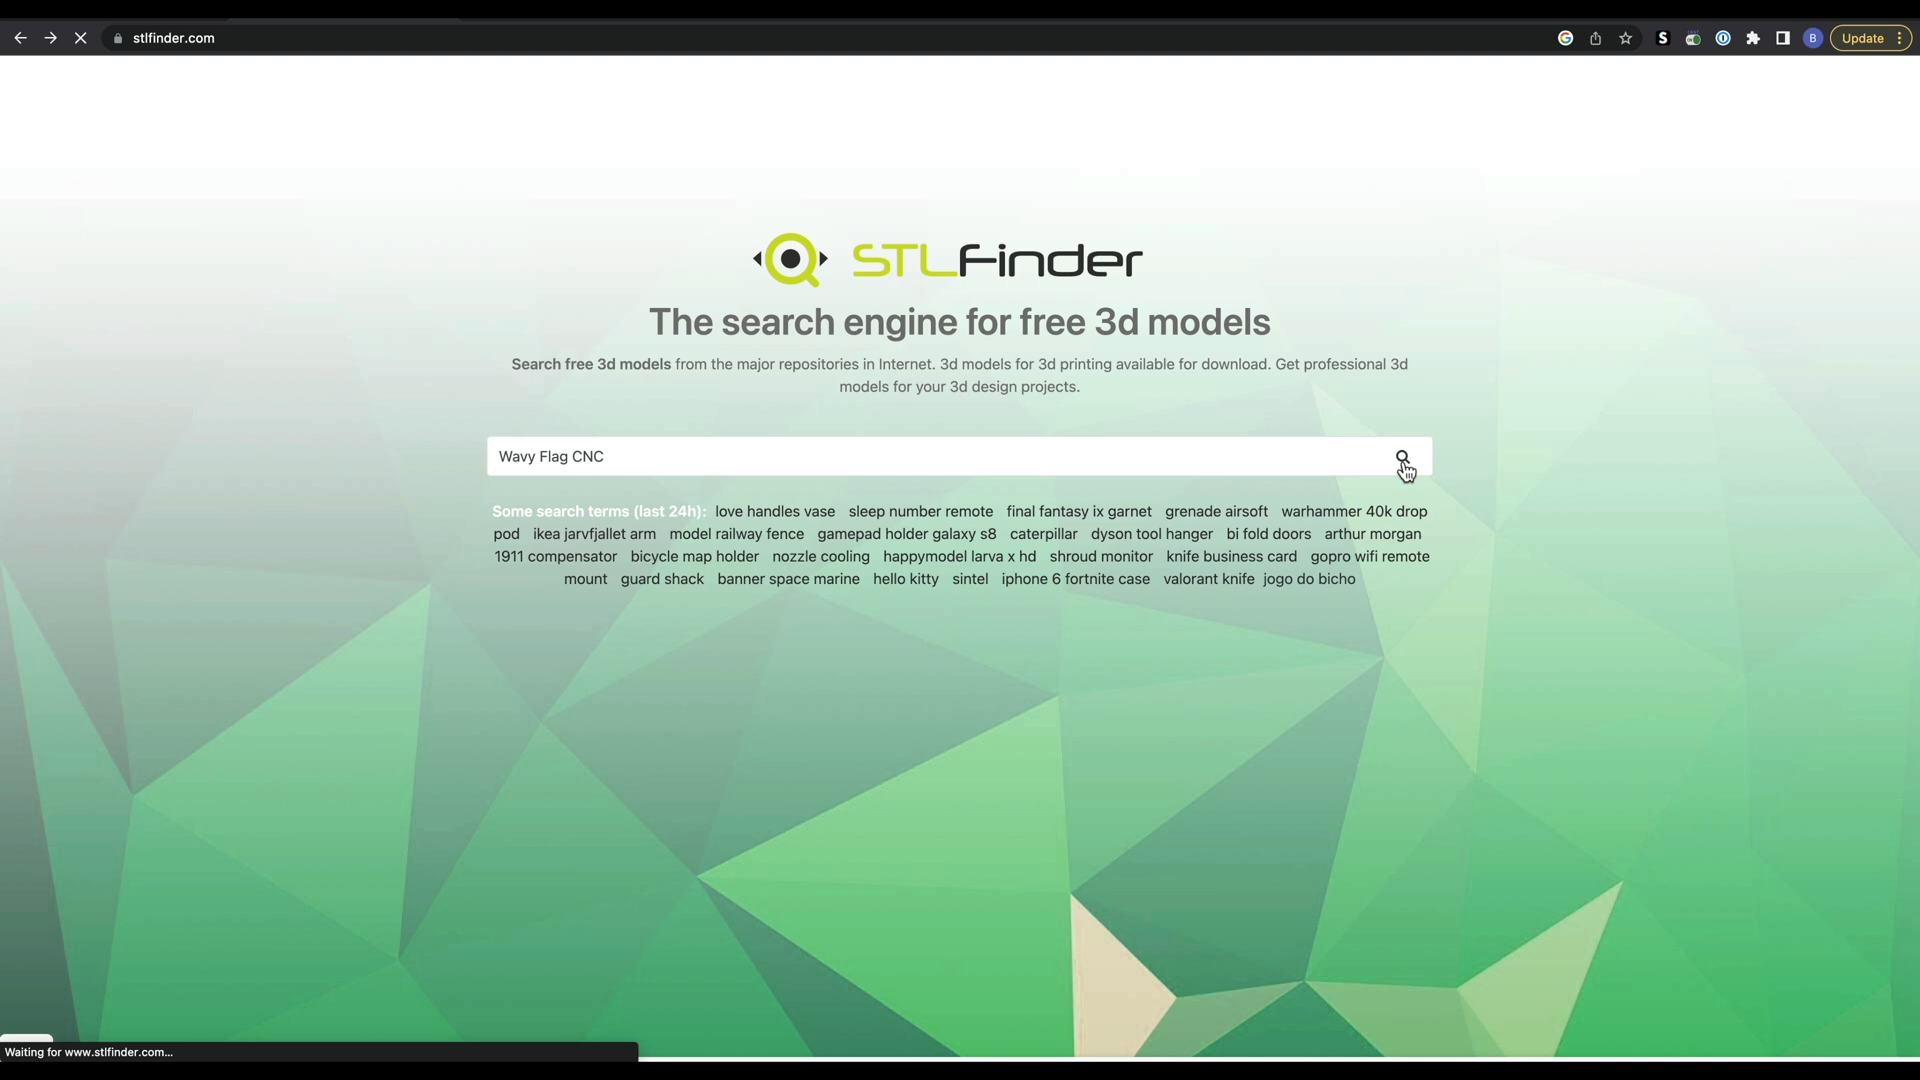 stlfinder.com
S
B
Update
STLFinder
The search engine for free 3d models
Search free 3d models from the major repositories in Internet. 3d models for 3d printing available for download. Get professional 3d
models for your 3d design projects.
Wavy Flag CNC
Some search terms (last 24h): love handles vase sleep number remote final fantasy ix garnet grenade airsoft warhammer 40k drop
pod ikea jarvfjallet arm model railway fence gamepad holder galaxy s8 caterpillar dyson tool hanger bi fold doors arthur morgan
1911 compensator bicycle map holder nozzle cooling happymodel larva x hd shroud monitor knife business card gopro wifi remote
mount guard shack banner space marine hello kitty sintel iphone 6 fortnite case valorant knife jogo do bicho
Waiting for www.stlfinder.com...